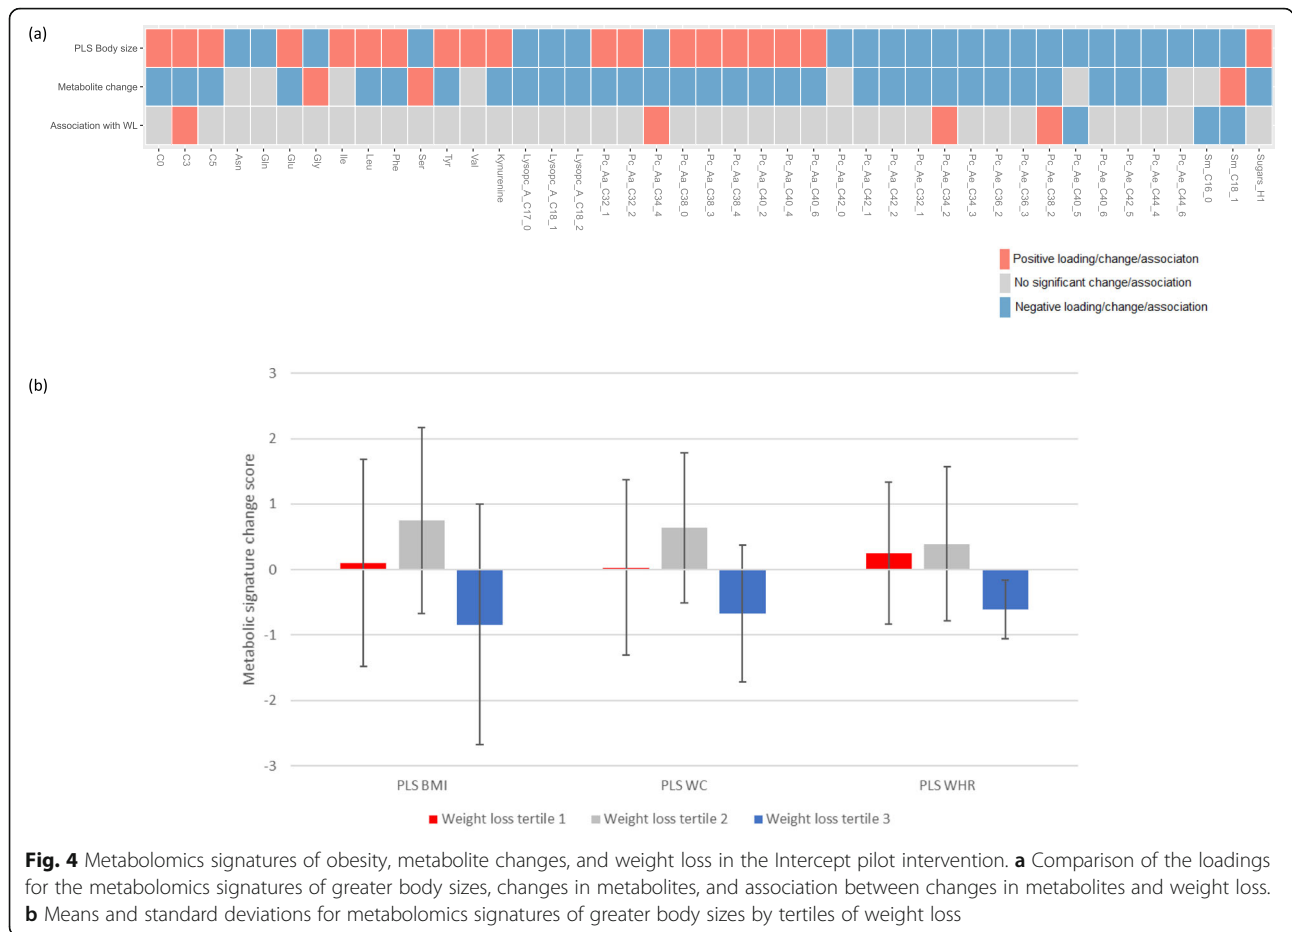 (a)
PLS Body size
Metabolite change
Association with WL
C0
C3
C5
Asn
Gln
Glu
Gly
Ile
Leu
Phe
Ser
Tyr
Val
Kynurenine
Lysopc_A_C17_0
Lysopc_A_C18_1
Lysopc_A_C18_2
Pc_Aa_C32_1
Pc_Aa_C32_2
Pc_Aa_C34_4
Pc_Aa_C38_0
Pc_Aa_C38_3
Pc_Aa_C38_4
Pc_Aa_C40_2
Pc_Aa_C40_4
Pc_Aa_C40_6
Pc_Aa_C42_0
Pc_Aa_C42_1
Pc_Aa_C42_2
Pc_Ae_C34_1
Pc_Ae_C34_2
Pc_Ae_C34_3
Pc_Ae_C36_2
Pc_Ae_C36_3
Pc_Ae_C38_2
Pc_Ae_C40_5
Pc_Ae_C40_6
Pc_Ae_C42_5
Pc_Ae_C44_4
Pc_Ae_C44_6
Sm_C16_0
Sm_C18_1
Sugars_H1
Positive loading/change/associaton
No significant change/association
Negative loading/change/association
(b)
Metabolic signature change score
3
2
1
0
-1
-2
-3
PLS BMI
PLS WC
PLS WHR
Weight loss tertile 1
Weight loss tertile 2
Weight loss tertile 3
Fig. 4 Metabolomics signatures of obesity, metabolite changes, and weight loss in the Intercept pilot intervention. a Comparison of the loadings
for the metabolomics signatures of greater body sizes, changes in metabolites, and association between changes in metabolites and weight loss.
b Means and standard deviations for metabolomics signatures of greater body sizes by tertiles of weight loss